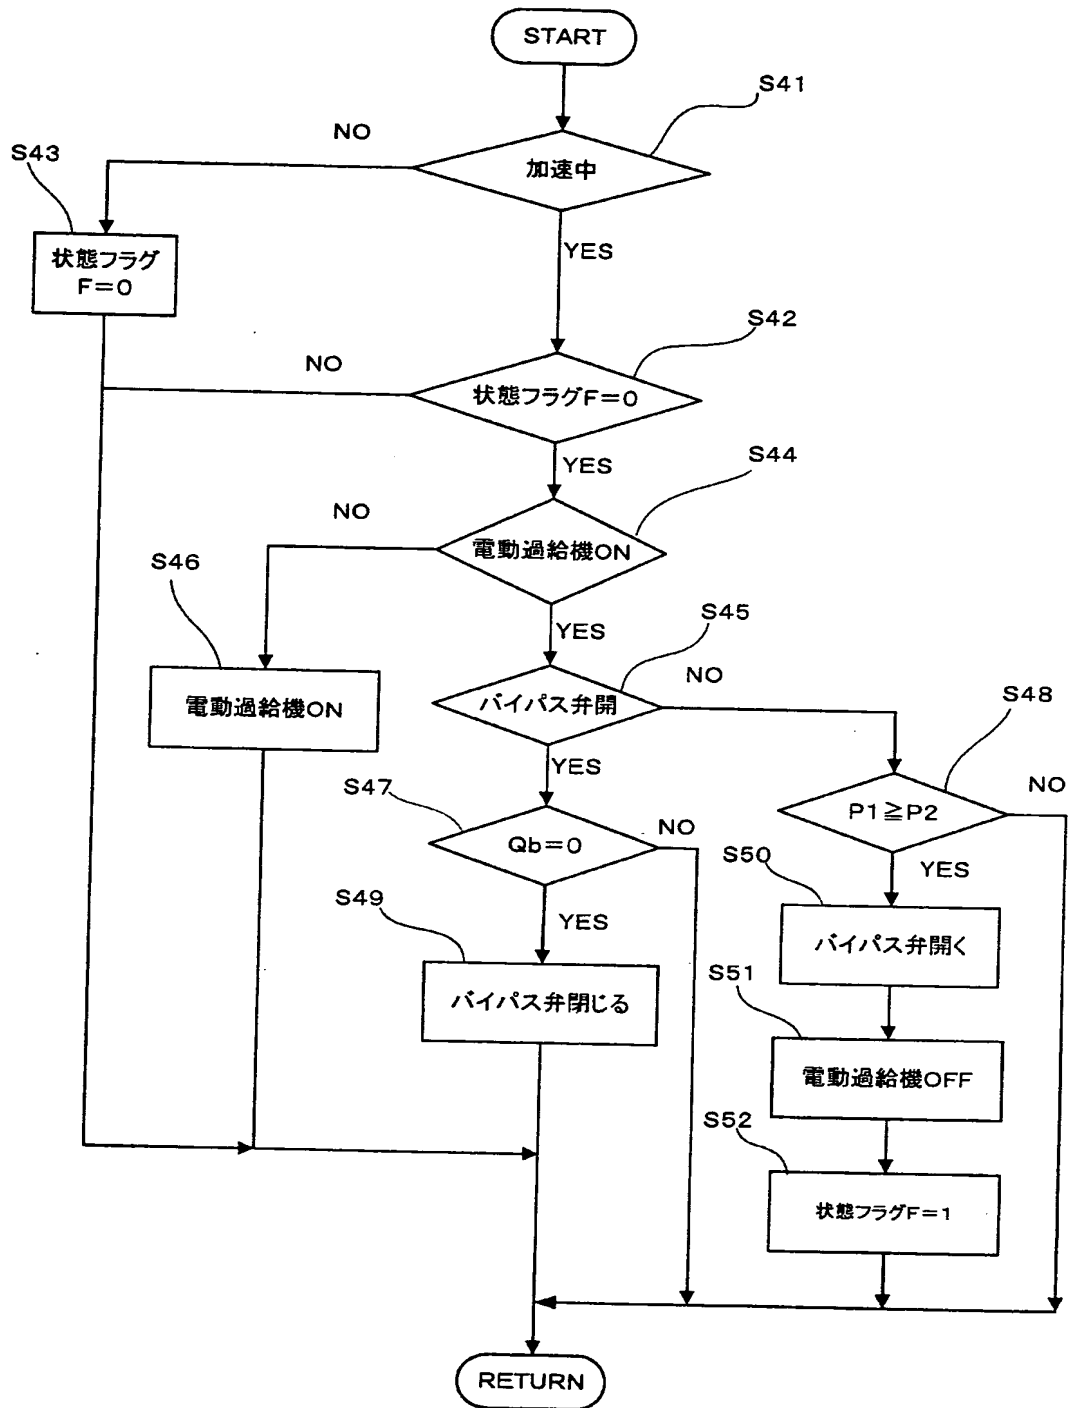 START
S41
NO
加速中
S43
YES
状態フラグ
F=0
S42
NO
状態フラグF=0
YES
S44
NO
電動過給機ON
S46
YES
S45
NO
電動過給機ON
バイパス弁開
S48
YES
NO
S47
P1≧P2
NO
Qb=0
S50
YES
S49
YES
バイパス弁開く
S51
バイパス弁閉じる
電動過給機OFF
S52
状態フラグF=1
RETURN